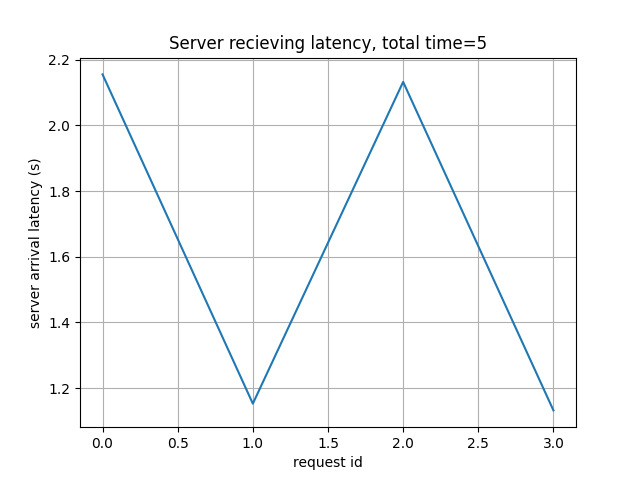 Server recieving latency, total time=5
2.2
2.0
1.8
1.6
1.4
1.2
server arrival latency (s)
0.0 0.5 1.0 1.5 2.0 2.5 3.0
request id